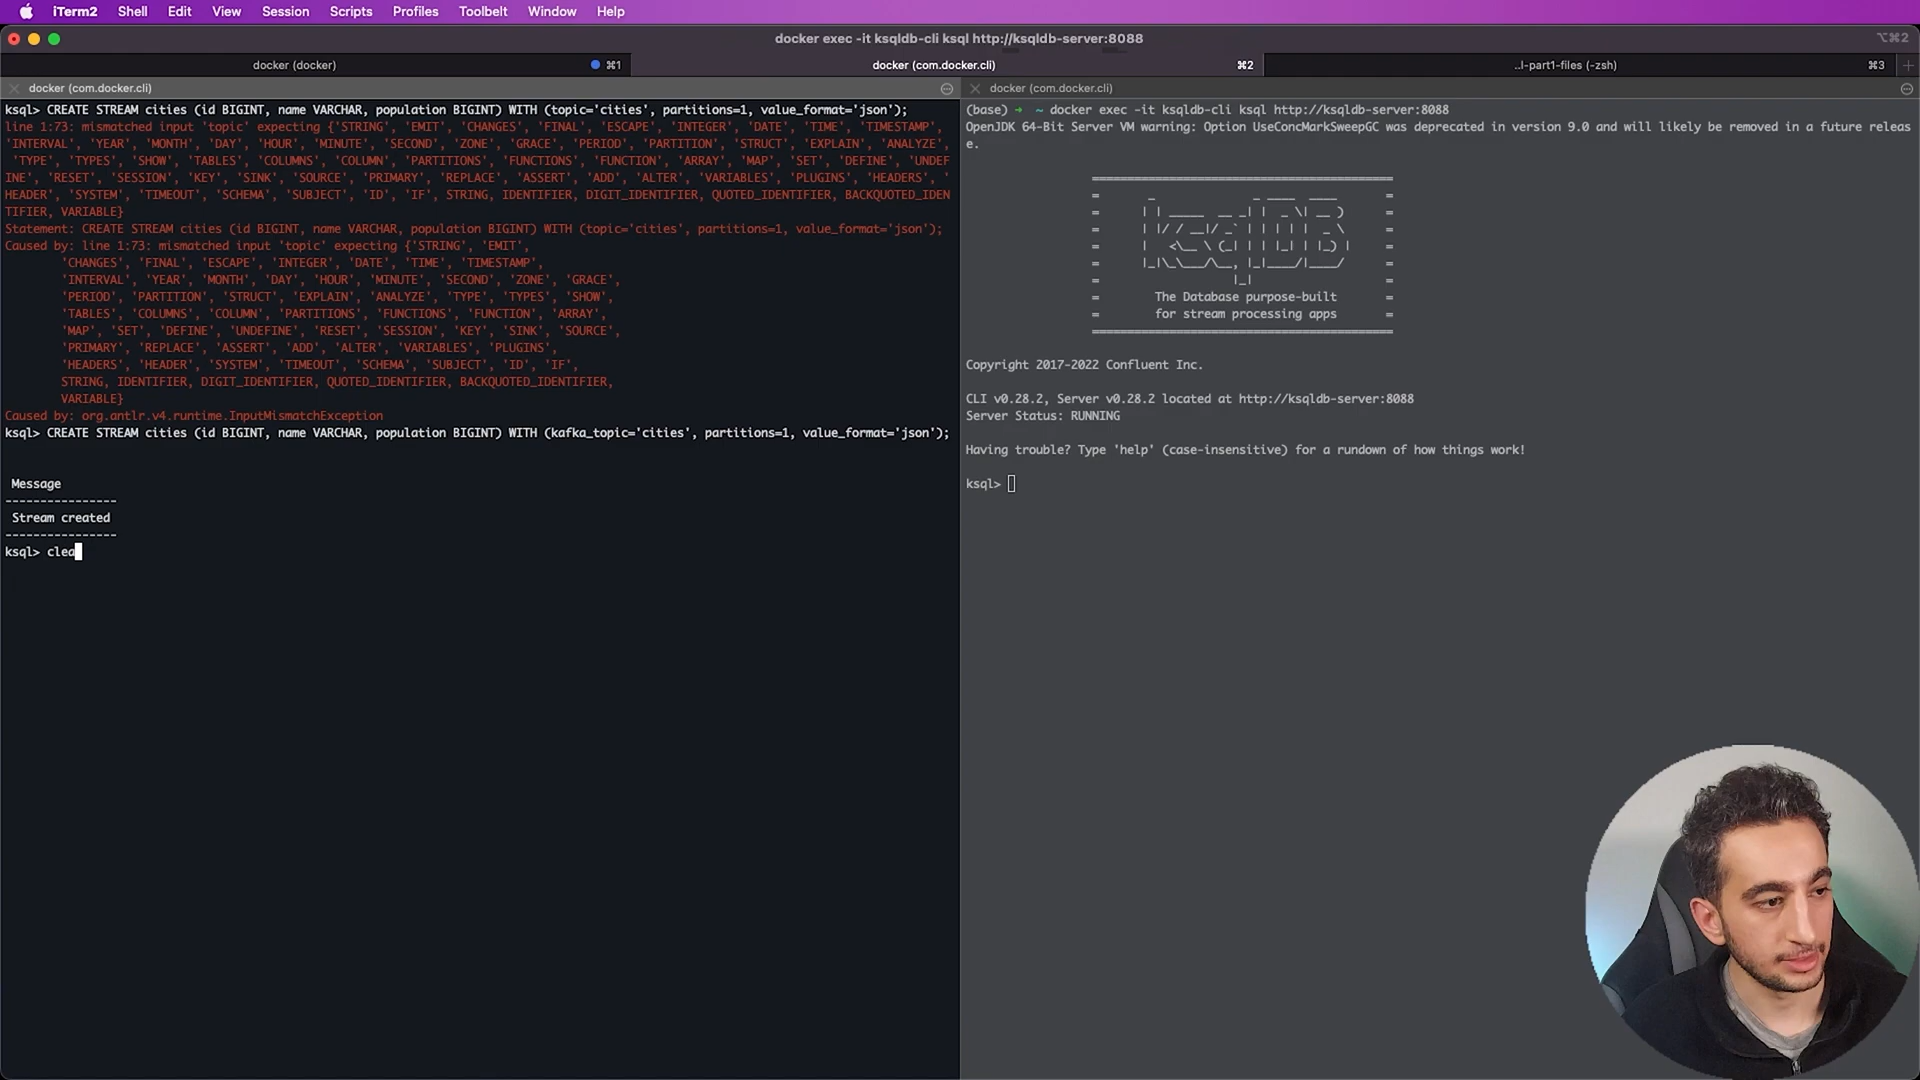 iTerm2 Shell Edit View Session Scripts Profiles Toolbelt Window Help
docker exec -it ksqldb-cli ksql http://ksqldb-server:8088 ⌥⌘2
docker (docker) ⌘1 docker (com.docker.cli) ⌘2 ..l-part1-files (-zsh) ⌘3
docker (com.docker.cli)
ksql> CREATE STREAM cities (id BIGINT, name VARCHAR, population BIGINT) WITH (topic='cities', partitions=1, value_format='json');
line 1:73: mismatched input 'topic' expecting {'STRING', 'EMIT', 'CHANGES', 'FINAL', 'ESCAPE', 'INTEGER', 'DATE', 'TIME', 'TIMESTAMP',
'INTERVAL', 'YEAR', 'MONTH', 'DAY', 'HOUR', 'MINUTE', 'SECOND', 'ZONE', 'GRACE', 'PERIOD', 'PARTITION', 'STRUCT', 'EXPLAIN', 'ANALYZE',
'TYPE', 'TYPES', 'SHOW', 'TABLES', 'COLUMNS', 'COLUMN', 'PARTITIONS', 'FUNCTIONS', 'FUNCTION', 'ARRAY', 'MAP', 'SET', 'DEFINE', 'UNDEF
INE', 'RESET', 'SESSION', 'KEY', 'SINK', 'SOURCE', 'PRIMARY', 'REPLACE', 'ASSERT', 'ADD', 'ALTER', 'VARIABLES', 'PLUGINS', 'HEADERS', '
HEADER', 'SYSTEM', 'TIMEOUT', 'SCHEMA', 'SUBJECT', 'ID', 'IF', STRING, IDENTIFIER, DIGIT_IDENTIFIER, QUOTED_IDENTIFIER, BACKQUOTED_IDEN
TIFIER, VARIABLE}
Statement: CREATE STREAM cities (id BIGINT, name VARCHAR, population BIGINT) WITH (topic='cities', partitions=1, value_format='json');
Caused by: line 1:73: mismatched input 'topic' expecting {'STRING', 'EMIT',
'CHANGES', 'FINAL', 'ESCAPE', 'INTEGER', 'DATE', 'TIME', 'TIMESTAMP',
'INTERVAL', 'YEAR', 'MONTH', 'DAY', 'HOUR', 'MINUTE', 'SECOND', 'ZONE', 'GRACE',
'PERIOD', 'PARTITION', 'STRUCT', 'EXPLAIN', 'ANALYZE', 'TYPE', 'TYPES', 'SHOW',
'TABLES', 'COLUMNS', 'COLUMN', 'PARTITIONS', 'FUNCTIONS', 'FUNCTION', 'ARRAY',
'MAP', 'SET', 'DEFINE', 'UNDEFINE', 'RESET', 'SESSION', 'KEY', 'SINK', 'SOURCE',
'PRIMARY', 'REPLACE', 'ASSERT', 'ADD', 'ALTER', 'VARIABLES', 'PLUGINS',
'HEADERS', 'HEADER', 'SYSTEM', 'TIMEOUT', 'SCHEMA', 'SUBJECT', 'ID', 'IF',
STRING, IDENTIFIER, DIGIT_IDENTIFIER, QUOTED_IDENTIFIER, BACKQUOTED_IDENTIFIER,
VARIABLE}
Caused by: org.antlr.v4.runtime.InputMismatchException
ksql> CREATE STREAM cities (id BIGINT, name VARCHAR, population BIGINT) WITH (kafka_topic='cities', partitions=1, value_format='json');
Message
----------------
Stream created
----------------
ksql> clea
docker (com.docker.cli)
(base) ➜ ~ docker exec -it ksqldb-cli ksql http://ksqldb-server:8088
OpenJDK 64-Bit Server VM warning: Option UseConcMarkSweepGC was deprecated in version 9.0 and will likely be removed in a future releas
e.
ksqlDB
The Database purpose-built
for stream processing apps
Copyright 2017-2022 Confluent Inc.
CLI v0.28.2, Server v0.28.2 located at http://ksqldb-server:8088
Server Status: RUNNING
Having trouble? Type 'help' (case-insensitive) for a rundown of how things work!
ksql>